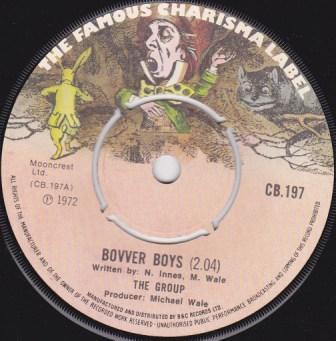 THE FAMOUS CHARISMA LABEL
Mooncrest
Ltd.
(CB.197A)
℗ 1972
CB.197
BOVVER BOYS (2.04)
Written by: N. Innes, M. Wale
THE GROUP
Producer: Michael Wale
MANUFACTURED AND DISTRIBUTED BY B&C RECORDS LIMITED.
ALL RIGHTS OF THE MANUFACTURER AND OF THE OWNER OF THE RECORDED WORK RESERVED - UNAUTHORISED PUBLIC PERFORMANCE BROADCASTING AND COPYING OF THIS RECORD PROHIBITED